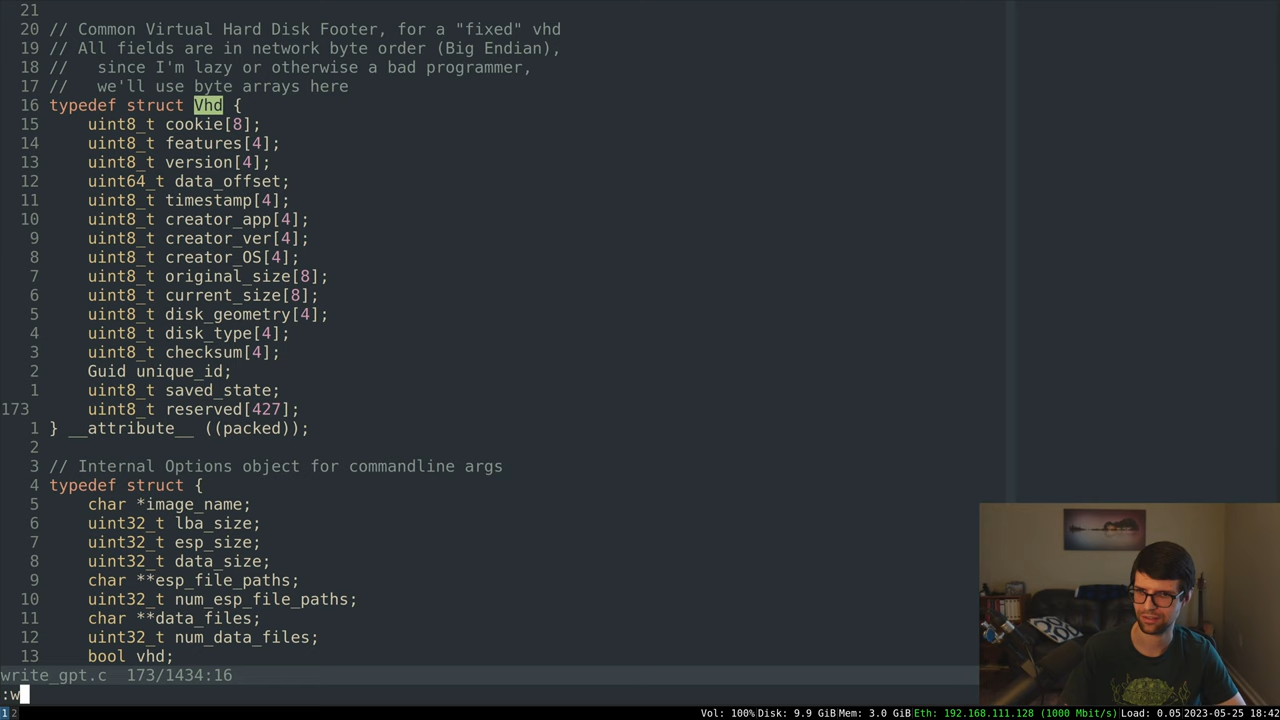 21
20 // Common Virtual Hard Disk Footer, for a "fixed" vhd
19 // All fields are in network byte order (Big Endian),
18 //   since I'm lazy or otherwise a bad programmer,
17 //   we'll use byte arrays here
16 typedef struct Vhd {
15     uint8_t cookie[8];
14     uint8_t features[4];
13     uint8_t version[4];
12     uint64_t data_offset;
11     uint8_t timestamp[4];
10     uint8_t creator_app[4];
9     uint8_t creator_ver[4];
8     uint8_t creator_OS[4];
7     uint8_t original_size[8];
6     uint8_t current_size[8];
5     uint8_t disk_geometry[4];
4     uint8_t disk_type[4];
3     uint8_t checksum[4];
2     Guid unique_id;
1     uint8_t saved_state;
173     uint8_t reserved[427];
1 } __attribute__ ((packed));
2
3 // Internal Options object for commandline args
4 typedef struct {
5     char *image_name;
6     uint32_t lba_size;
7     uint32_t esp_size;
8     uint32_t data_size;
9     char **esp_file_paths;
10     uint32_t num_esp_file_paths;
11     char **data_files;
12     uint32_t num_data_files;
13     bool vhd;
write_gpt.c  173/1434:16
:w
1 2 Vol: 100% Disk: 9.9 GiB Mem: 3.0 GiB Eth: 192.168.111.128 (1000 Mbit/s) Load: 0.05 2023-05-25 18:42